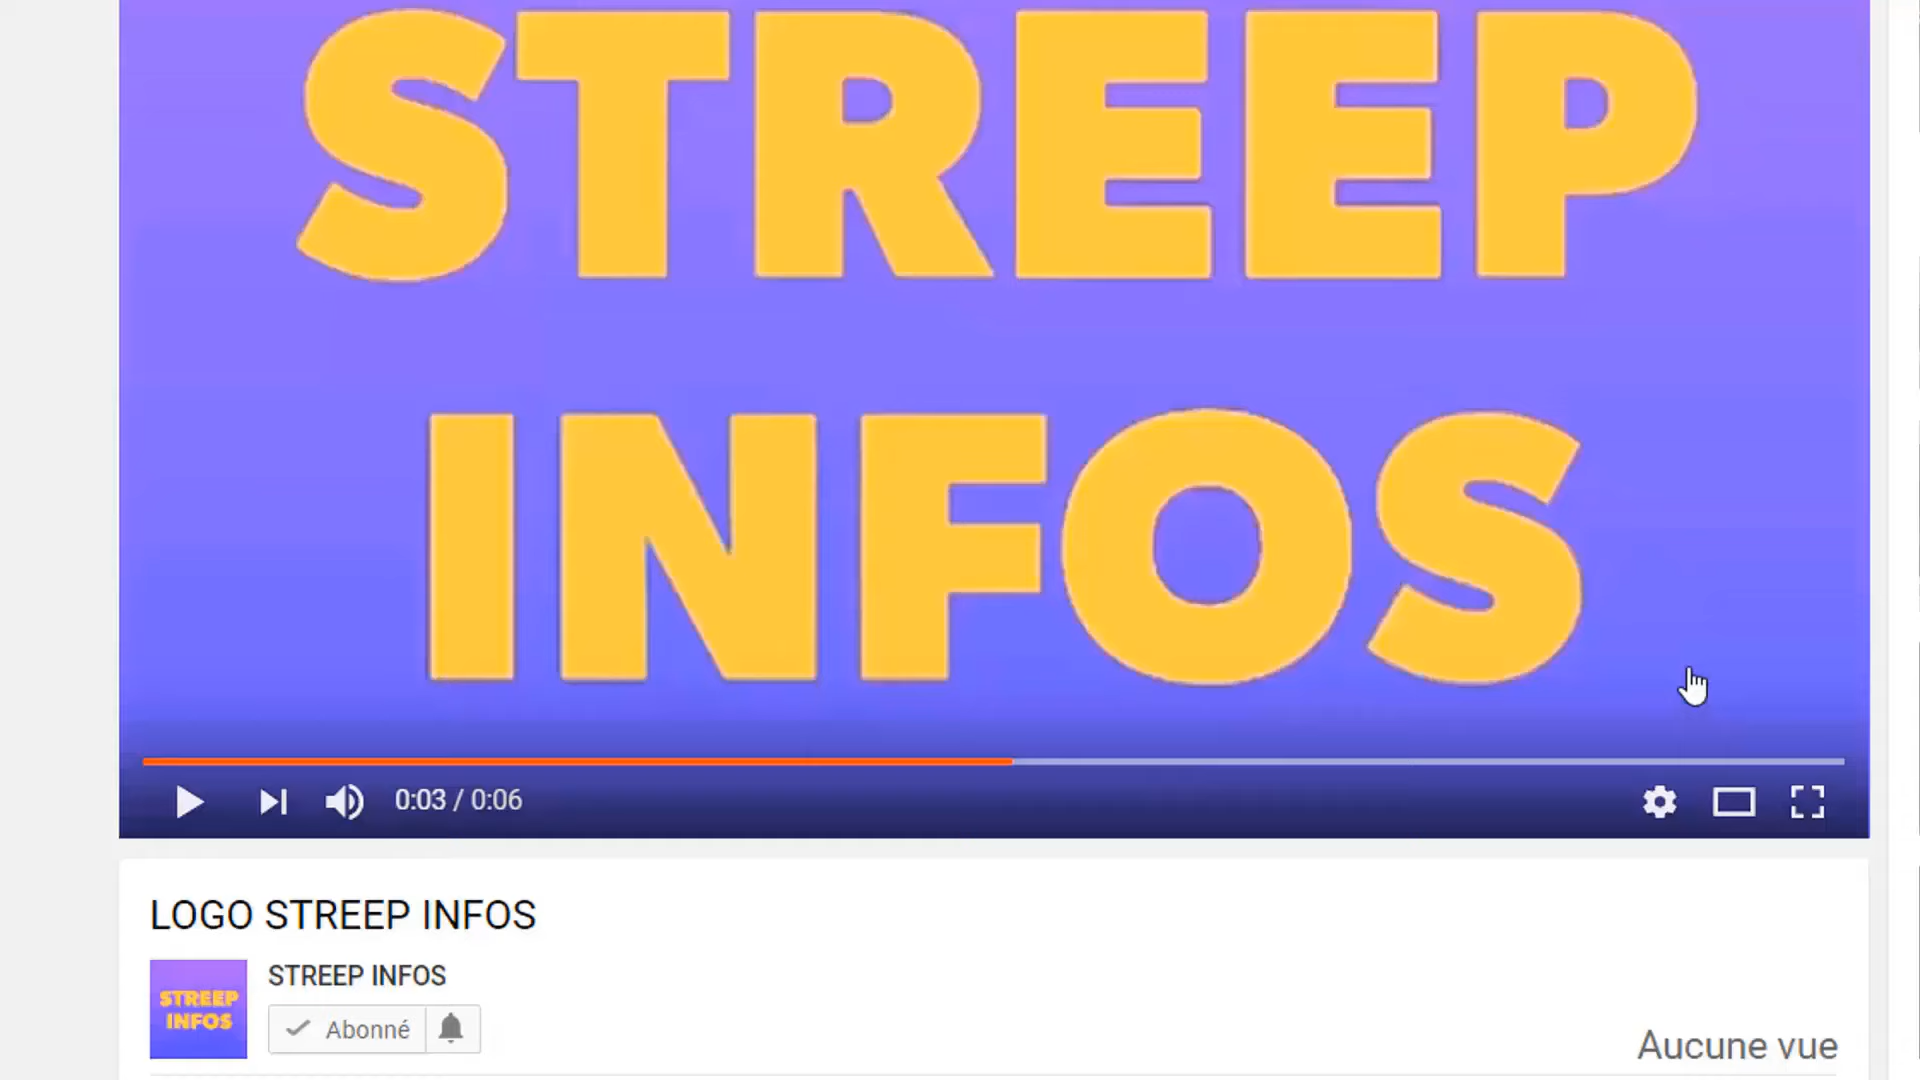 STREEP
INFOS
0:03 / 0:06
LOGO STREEP INFOS
STREEP INFOS
STREEP
INFOS
Abonné
Aucune vue